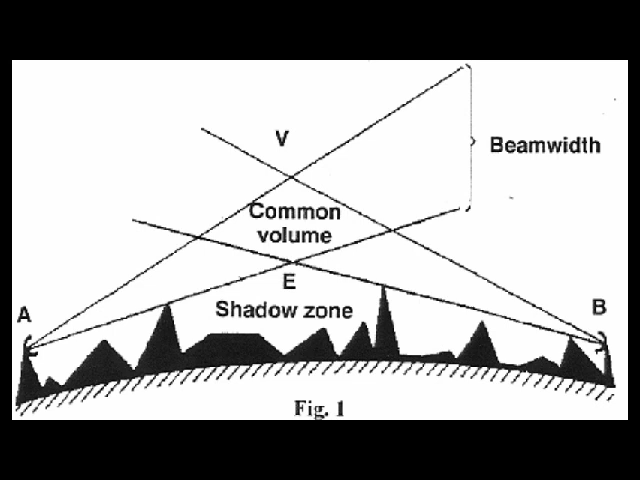 V
Beamwidth
Common
volume
E
A
Shadow zone
B
Fig. 1